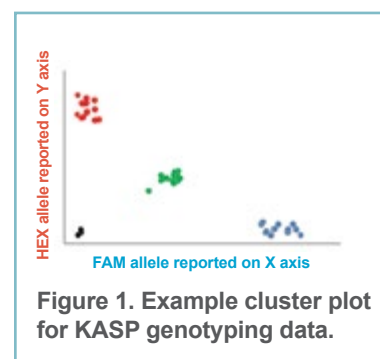 HEX allele reported on Y axis
FAM allele reported on X axis
Figure 1. Example cluster plot
for KASP genotyping data.